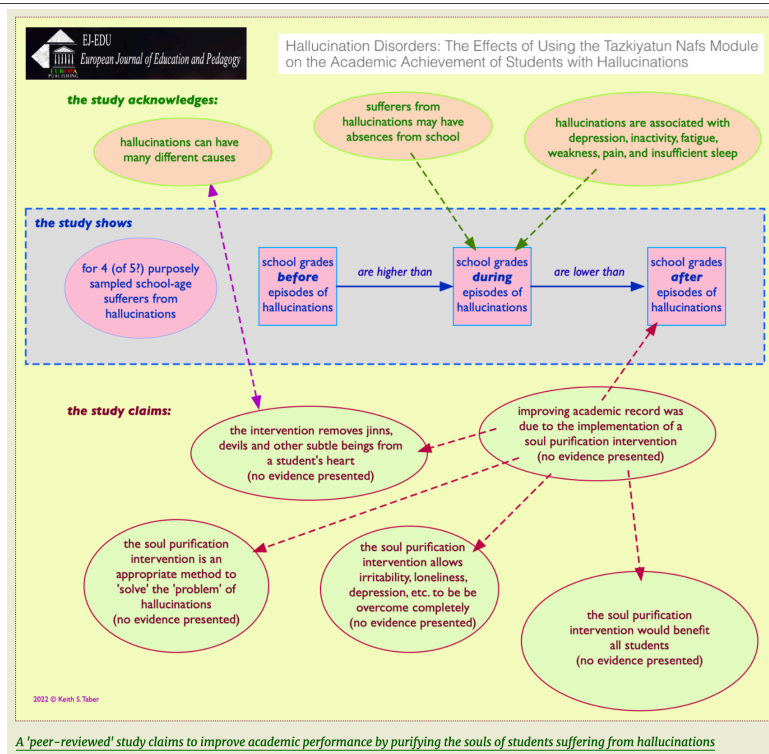 EJ-EDU
European Journal of Education and Pedagogy
EUROPA
PUBLISHING
Hallucination Disorders: The Effects of Using the Tazkiyatun Nafs Module
on the Academic Achievement of Students with Hallucinations
the study acknowledges:
hallucinations can have
many different causes
sufferers from
hallucinations may have
absences from school
hallucinations are associated with
depression, inactivity, fatigue,
weakness, pain, and insufficient sleep
the study shows
for 4 (of 5?) purposely
sampled school-age
sufferers from
hallucinations
school grades
before
episodes of
hallucinations
are higher than
school grades
during
episodes of
hallucinations
are lower than
school grades
after
episodes of
hallucinations
the study claims:
the intervention removes jinns,
devils and other subtle beings from
a student's heart
(no evidence presented)
improving academic record was
due to the implementation of a
soul purification intervention
(no evidence presented)
the soul purification
intervention is an
appropriate method to
'solve' the 'problem' of
hallucinations
(no evidence presented)
the soul purification
intervention allows
irritability, loneliness,
depression, etc. to be be
overcome completely
(no evidence presented)
the soul purification
intervention would benefit
all students
(no evidence presented)
2022 © Keith S. Taber
A 'peer-reviewed' study claims to improve academic performance by purifying the souls of students suffering from hallucinations